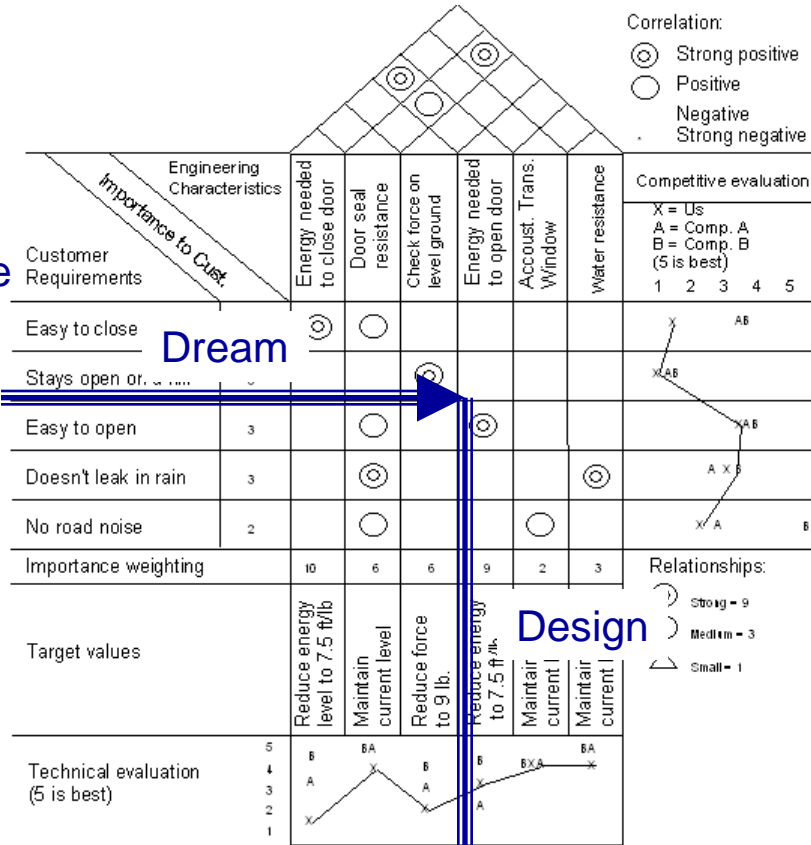 Correlation:
Strong positive
Positive
Negative
Strong negative
Engineering
Characteristics
Importance to Cust.
Customer
Requirements
Energy needed
to close door
Door seal
resistance
Check force on
level ground
Energy needed
to open door
Accoust. Trans.
Window
Water resistance
Competitive evaluation
X = Us
A = Comp. A
B = Comp. B
(5 is best)
1 2 3 4 5
e
Easy to close
X AB
Dream
Stays open on a
X AB
Easy to open 3
X A B
Doesn't leak in rain 3
A X B
No road noise 2
X A B
Importance weighting 10 6 6 9 2 3
Relationships:
Strong = 9
Medium = 3
Small = 1
Target values
Reduce energy
level to 7.5 ft/lb
Maintain
current level
Reduce force
to 9 lb.
Reduce energy
to 7.5 ft/lb
Maintain
current l
Maintain
current l
Design
Technical evaluation
(5 is best)
5
4
3
2
1
B A X
BA X
B A X
B X A
BXA
BA X